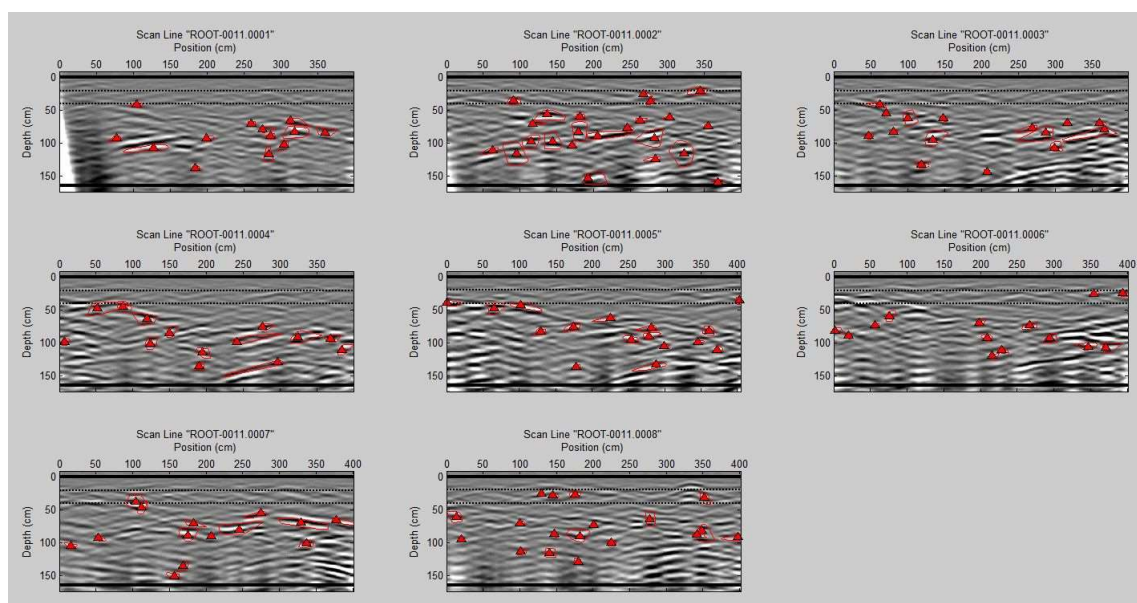 Scan Line "ROOT-0011.0001"
Position (cm)
0 50 100 150 200 250 300 350
Depth (cm)
0
50
100
150
Scan Line "ROOT-0011.0002"
Position (cm)
0 50 100 150 200 250 300 350
Depth (cm)
0
50
100
150
Scan Line "ROOT-0011.0003"
Position (cm)
0 50 100 150 200 250 300 350
Depth (cm)
0
50
100
150
Scan Line "ROOT-0011.0004"
Position (cm)
0 50 100 150 200 250 300 350
Depth (cm)
0
50
100
150
Scan Line "ROOT-0011.0005"
Position (cm)
0 50 100 150 200 250 300 350 400
Depth (cm)
0
50
100
150
Scan Line "ROOT-0011.0006"
Position (cm)
0 50 100 150 200 250 300 350 400
Depth (cm)
0
50
100
150
Scan Line "ROOT-0011.0007"
Position (cm)
0 50 100 150 200 250 300 350 400
Depth (cm)
0
50
100
150
Scan Line "ROOT-0011.0008"
Position (cm)
0 50 100 150 200 250 300 350 400
Depth (cm)
0
50
100
150